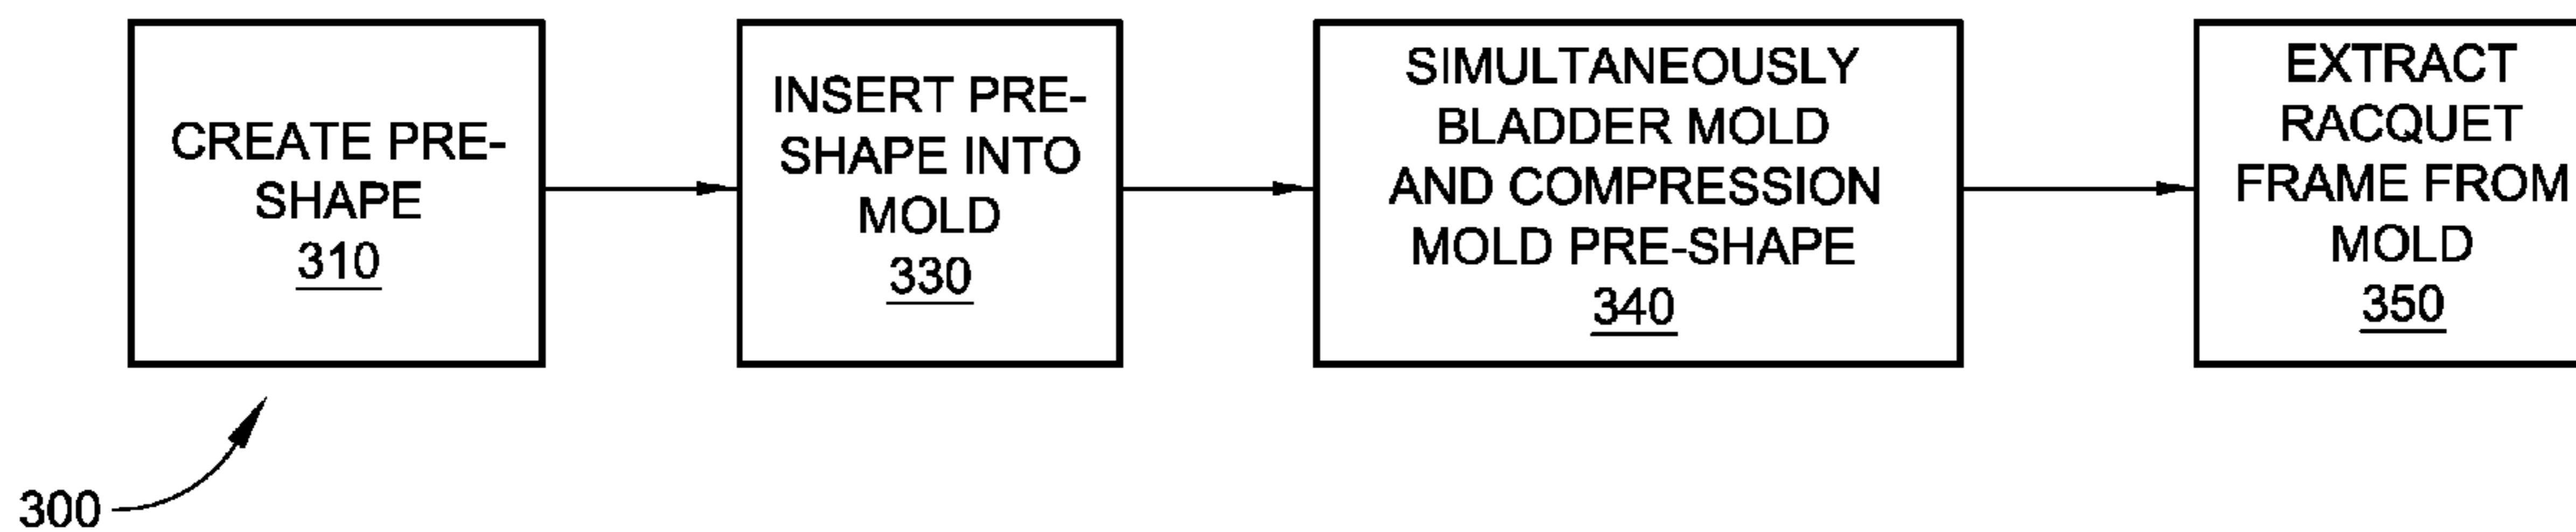 CREATE PRE-
SHAPE
310
INSERT PRE-
SHAPE INTO
MOLD
330
SIMULTANEOUSLY
BLADDER MOLD
AND COMPRESSION
MOLD PRE-SHAPE
340
EXTRACT
RACQUET
FRAME FROM
MOLD
350
300